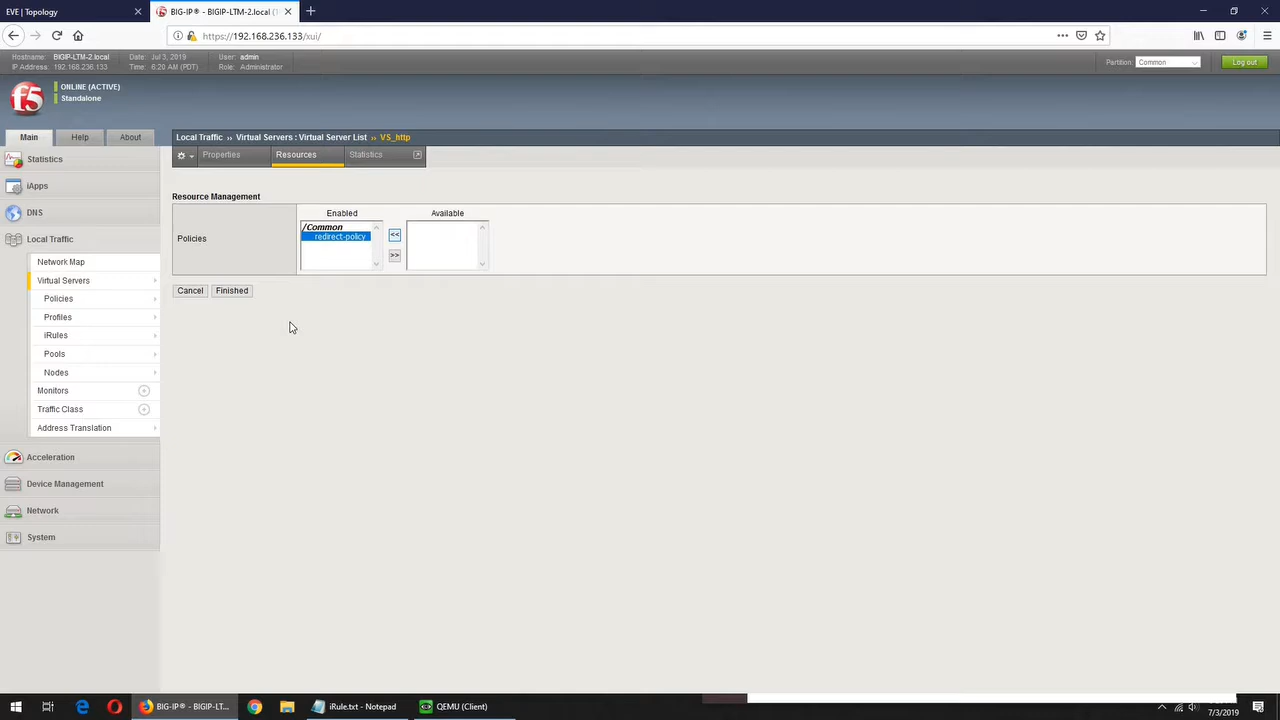 EVE | Topology
BIG-IP® - BIGIP-LTM-2.local (1
https://192.168.236.133/xui/
Hostname: BIGIP-LTM-2.local
Date: Jul 3, 2019
User: admin
IP Address: 192.168.236.133
Time: 6:20 AM (PDT)
Role: Administrator
Partition: Common
Log out
f5
ONLINE (ACTIVE)
Standalone
Main
Help
About
Local Traffic ›› Virtual Servers : Virtual Server List ›› VS_http
Properties
Resources
Statistics
Statistics
iApps
DNS
Local Traffic
Network Map
Virtual Servers
Policies
Profiles
iRules
Pools
Nodes
Monitors
Traffic Class
Address Translation
Acceleration
Device Management
Network
System
Resource Management
Enabled
Available
Policies
/Common
redirect-policy
<<
>>
Cancel
Finished
BIG-IP® - BIGIP-LT...
iRule.txt - Notepad
QEMU (Client)
7/3/2019